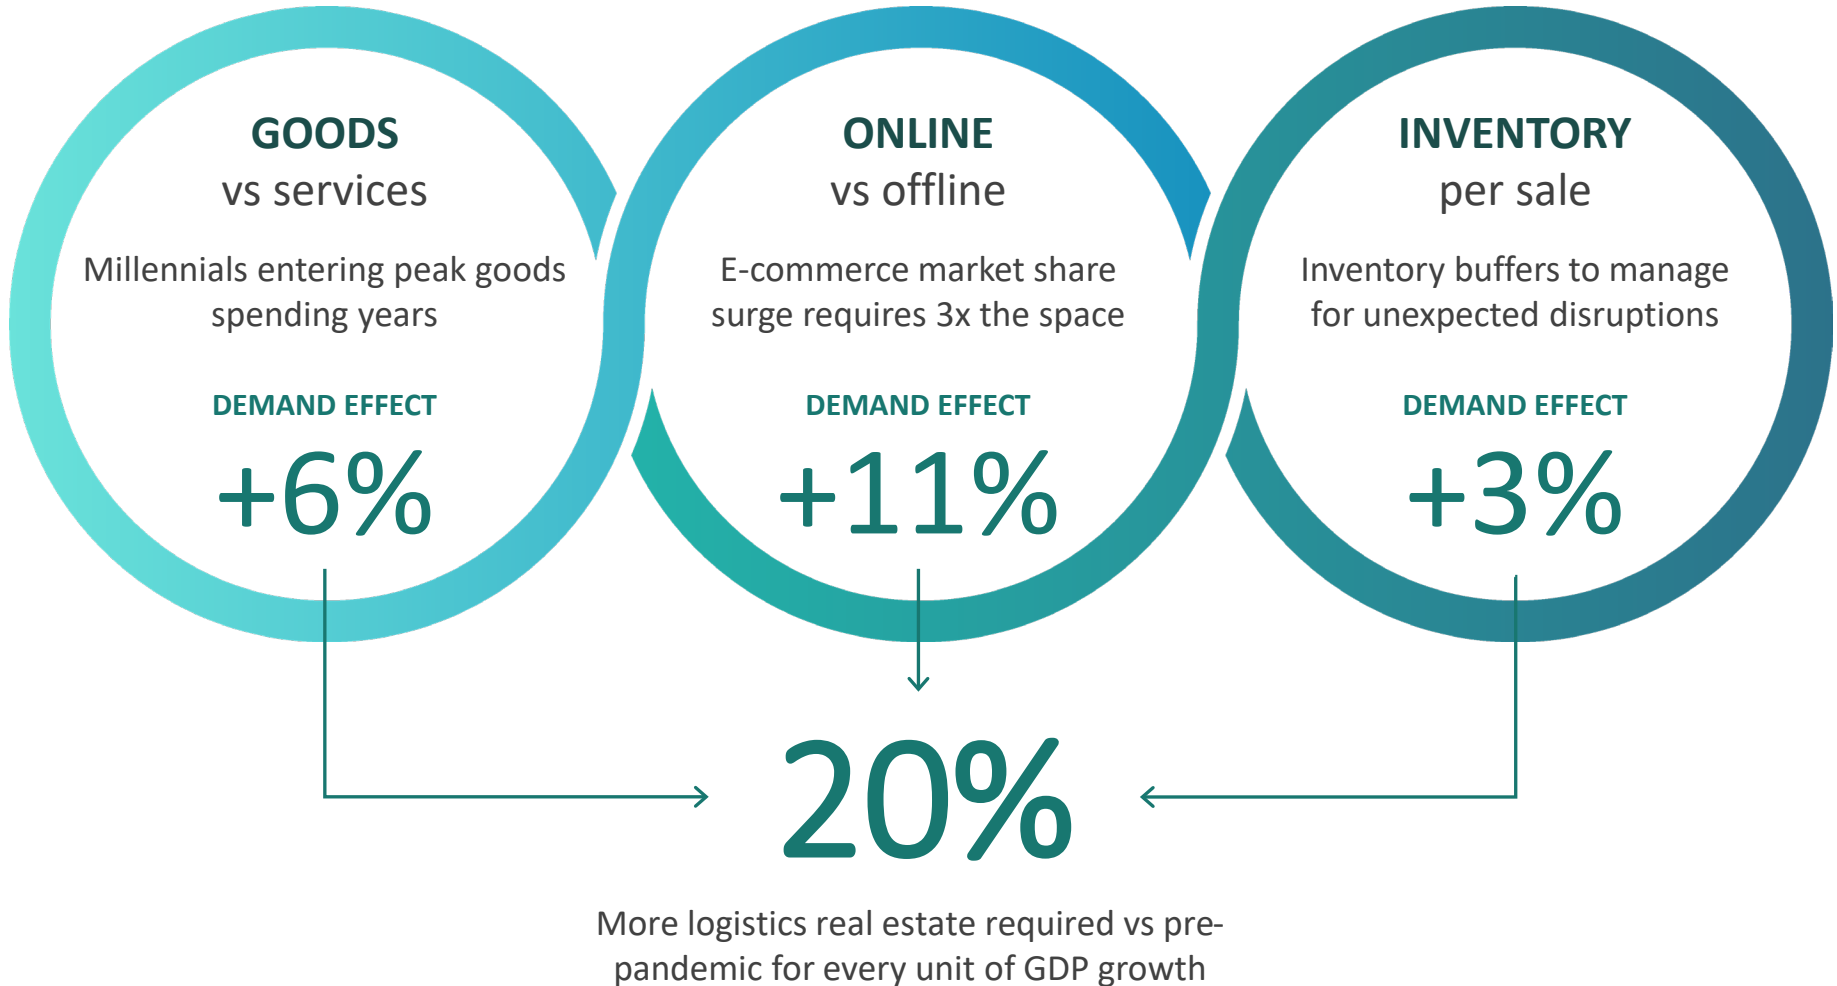 GOODS
vs services
Millennials entering peak goods
spending years
DEMAND EFFECT
+6%
ONLINE
vs offline
E-commerce market share
surge requires 3x the space
DEMAND EFFECT
+11%
INVENTORY
per sale
Inventory buffers to manage
for unexpected disruptions
DEMAND EFFECT
+3%
20%
More logistics real estate required vs pre-
pandemic for every unit of GDP growth